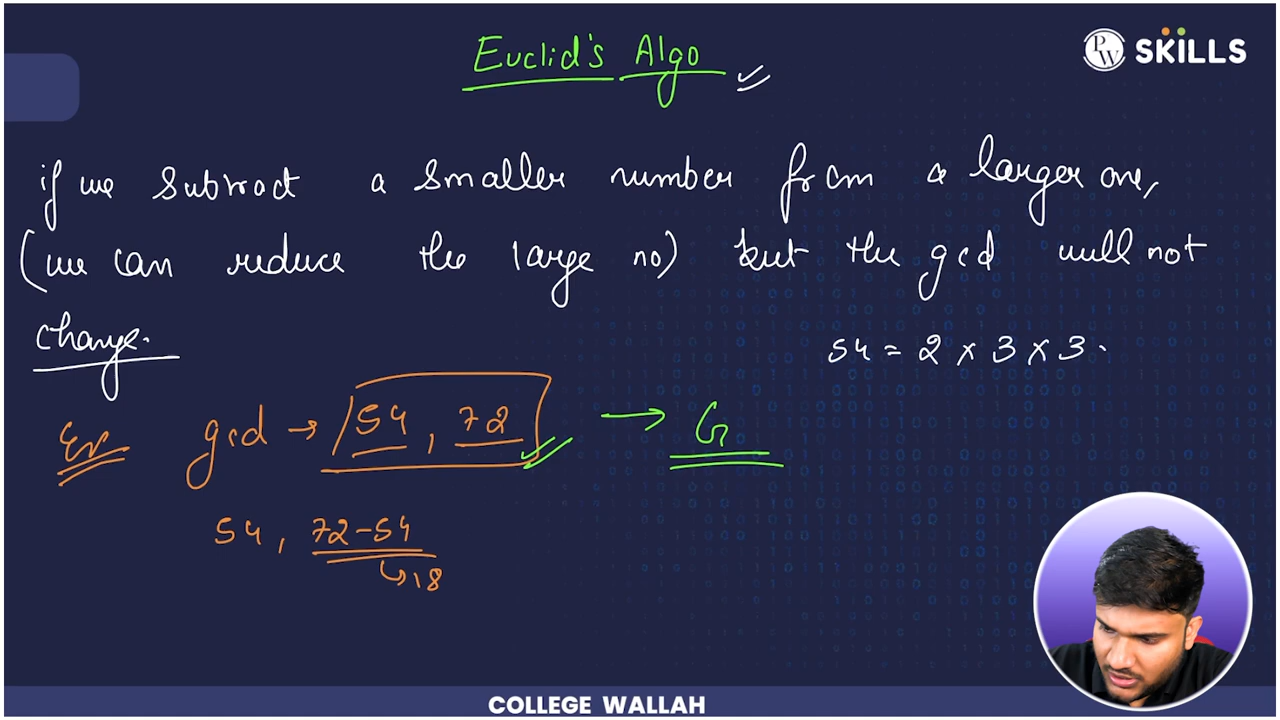 Euclid's Algo
PW SKILLS
if we subtract a smaller number from a larger one,
(we can reduce the large no) but the gcd will not
change.
54 = 2 × 3 × 3 .
Ex gcd → 54 , 72 → G
54 , 72-54
↳ 18
COLLEGE WALLAH